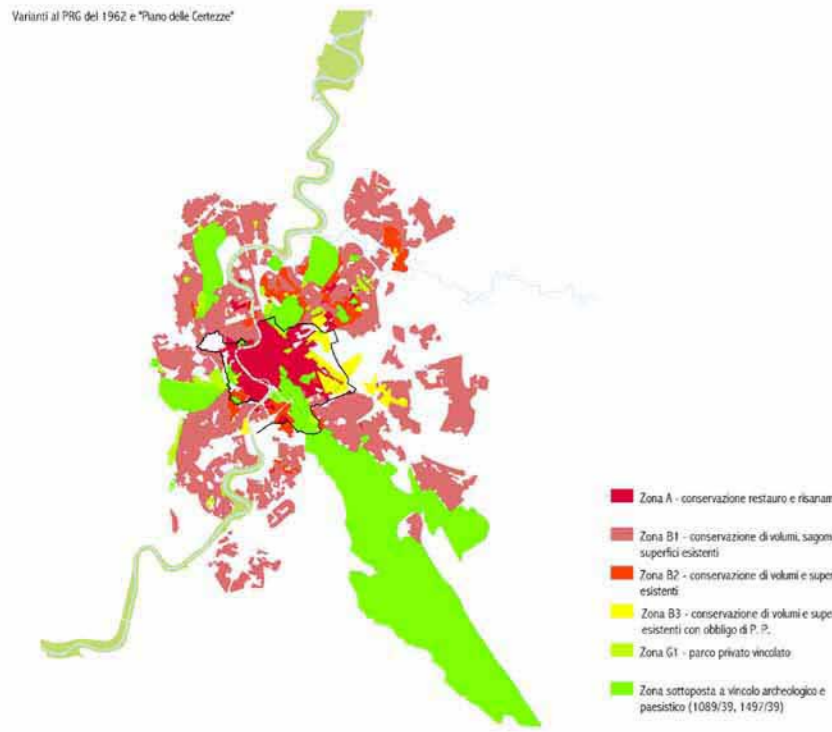 Varianti al PRG del 1962 e "Piano delle Certezze"
Zona A - conservazione restauro e risanam
Zona B1 - conservazione di volumi, sagom
superfici esistenti
Zona B2 - conservazione di volumi e super
esistenti
Zona B3 - conservazione di volumi e supe
esistenti con obbligo di P. P.
Zona G1 - parco privato vincolato
Zona sottoposta a vincolo archeologico e
paesistico (1089/39, 1497/39)